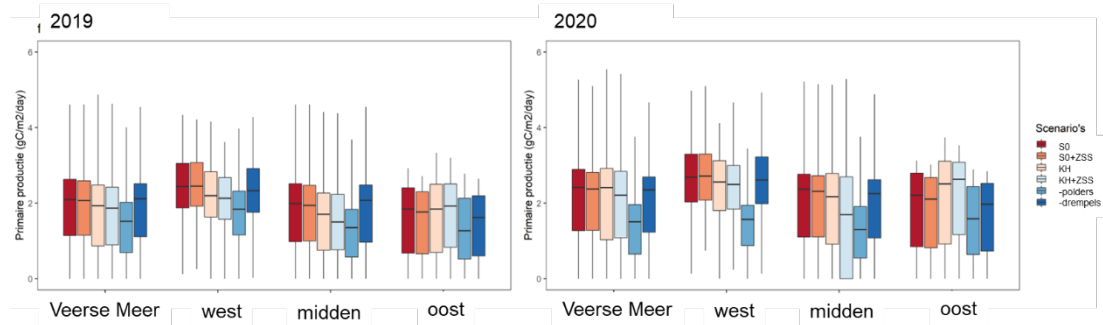 2019
Primaire productie (gC/m2/day)
6
4
2
0
Veerse Meer west midden oost
2020
Primaire productie (gC/m2/day)
6
4
2
0
Veerse Meer west midden oost
Scenario's
S0
S0+ZSS
KH
KH+ZSS
-polders
-drempels